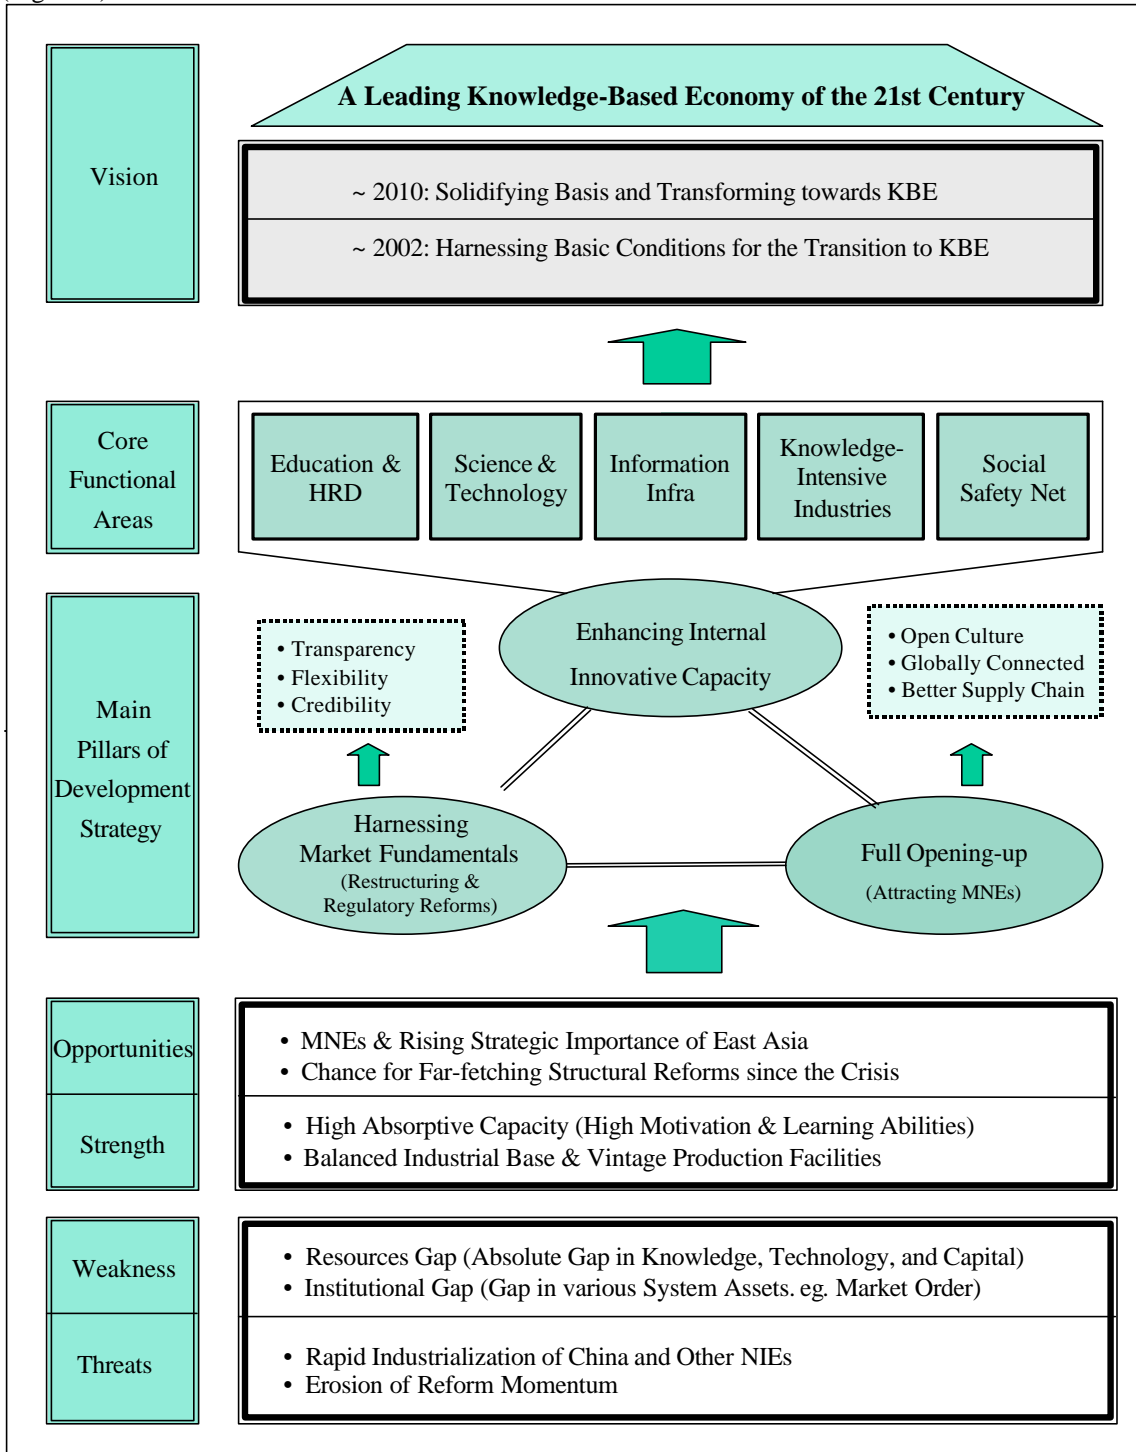 Vision
A Leading Knowledge-Based Economy of the 21st Century
~ 2010: Solidifying Basis and Transforming towards KBE
~ 2002: Harnessing Basic Conditions for the Transition to KBE
Core
Functional
Areas
Education &
HRD
Science &
Technology
Information
Infra
Knowledge-
Intensive
Industries
Social
Safety Net
Main
Pillars of
Development
Strategy
• Transparency
• Flexibility
• Credibility
Enhancing Internal
Innovative Capacity
• Open Culture
• Globally Connected
• Better Supply Chain
Harnessing
Market Fundamentals
(Restructuring &
Regulatory Reforms)
Full Opening-up
(Attracting MNEs)
Opportunities
• MNEs & Rising Strategic Importance of East Asia
• Chance for Far-fetching Structural Reforms since the Crisis
Strength
• High Absorptive Capacity (High Motivation & Learning Abilities)
• Balanced Industrial Base & Vintage Production Facilities
Weakness
• Resources Gap (Absolute Gap in Knowledge, Technology, and Capital)
• Institutional Gap (Gap in various System Assets. eg. Market Order)
Threats
• Rapid Industrialization of China and Other NIEs
• Erosion of Reform Momentum